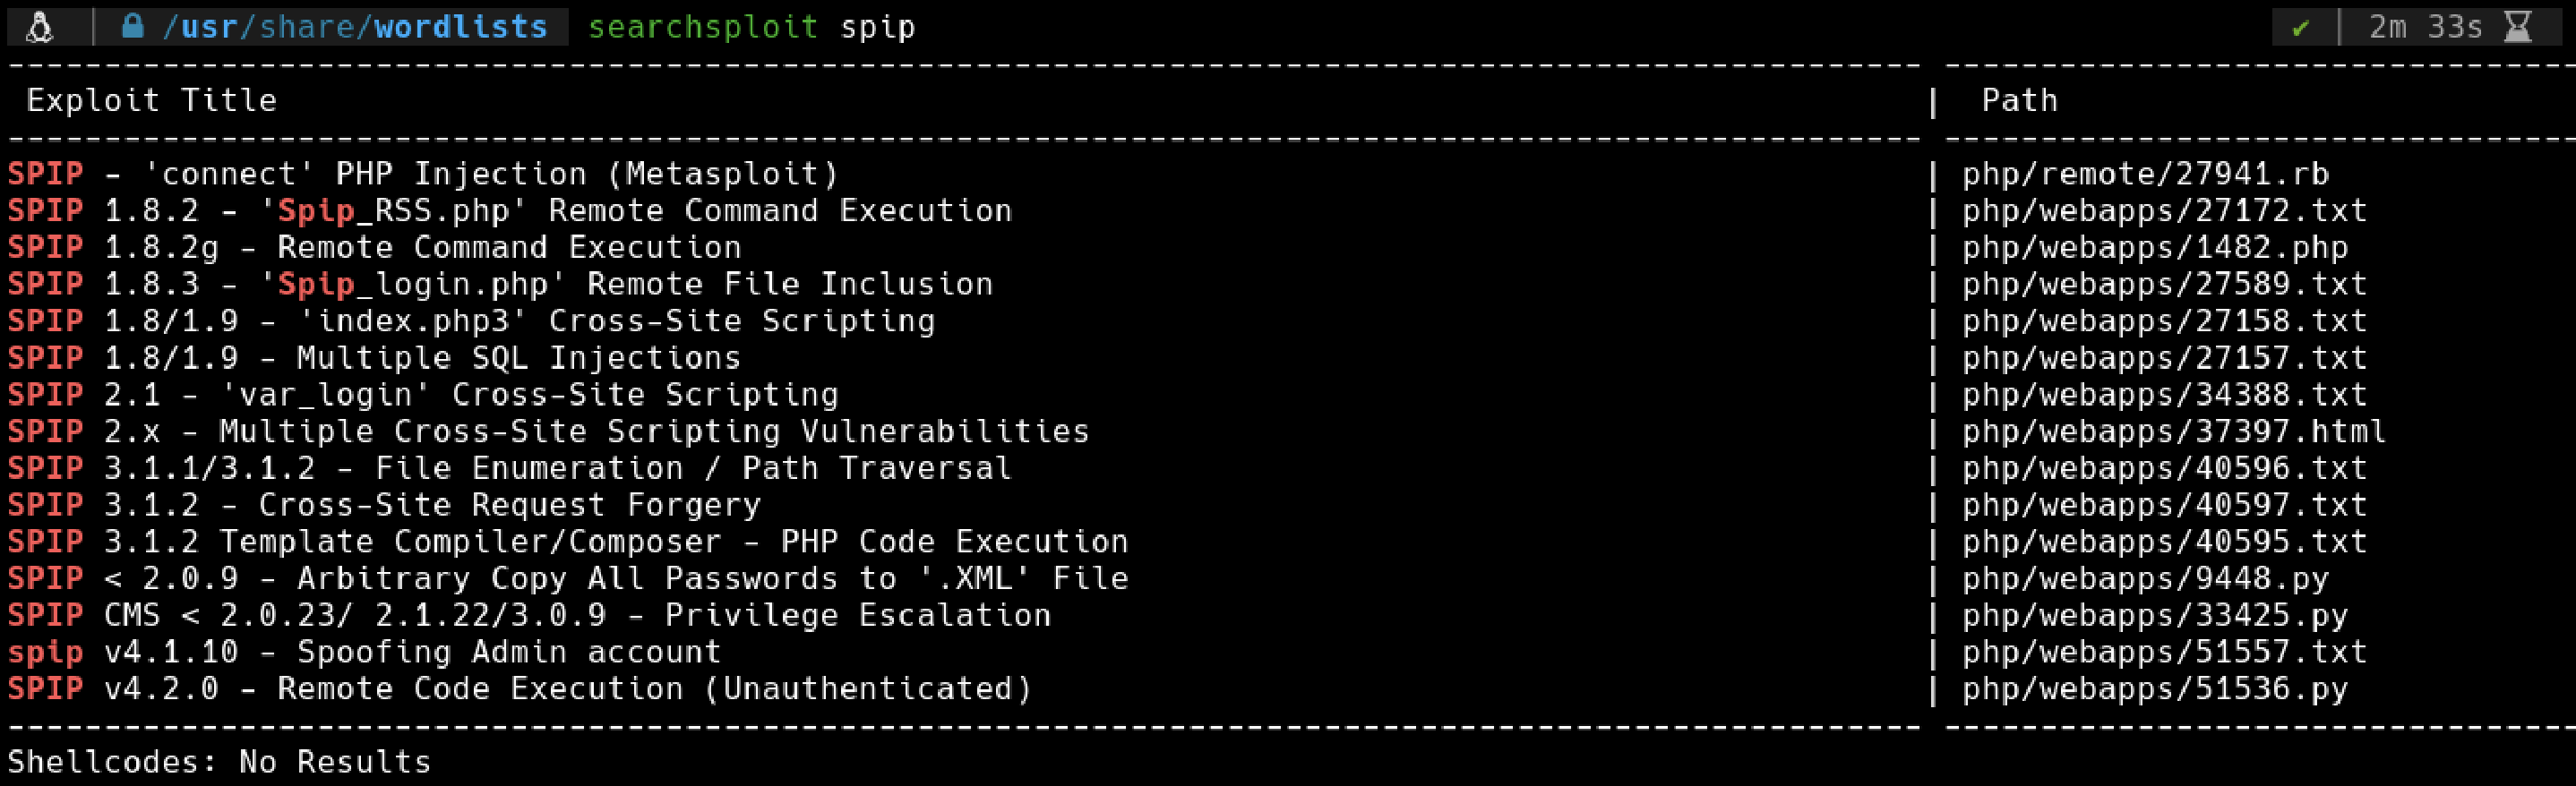 /usr/share/wordlists searchsploit spip ✔ 2m 33s
Exploit Title | Path
SPIP - 'connect' PHP Injection (Metasploit) | php/remote/27941.rb
SPIP 1.8.2 - 'Spip_RSS.php' Remote Command Execution | php/webapps/27172.txt
SPIP 1.8.2g - Remote Command Execution | php/webapps/1482.php
SPIP 1.8.3 - 'Spip_login.php' Remote File Inclusion | php/webapps/27589.txt
SPIP 1.8/1.9 - 'index.php3' Cross-Site Scripting | php/webapps/27158.txt
SPIP 1.8/1.9 - Multiple SQL Injections | php/webapps/27157.txt
SPIP 2.1 - 'var_login' Cross-Site Scripting | php/webapps/34388.txt
SPIP 2.x - Multiple Cross-Site Scripting Vulnerabilities | php/webapps/37397.html
SPIP 3.1.1/3.1.2 - File Enumeration / Path Traversal | php/webapps/40596.txt
SPIP 3.1.2 - Cross-Site Request Forgery | php/webapps/40597.txt
SPIP 3.1.2 Template Compiler/Composer - PHP Code Execution | php/webapps/40595.txt
SPIP < 2.0.9 - Arbitrary Copy All Passwords to '.XML' File | php/webapps/9448.py
SPIP CMS < 2.0.23/ 2.1.22/3.0.9 - Privilege Escalation | php/webapps/33425.py
spip v4.1.10 - Spoofing Admin account | php/webapps/51557.txt
SPIP v4.2.0 - Remote Code Execution (Unauthenticated) | php/webapps/51536.py
Shellcodes: No Results